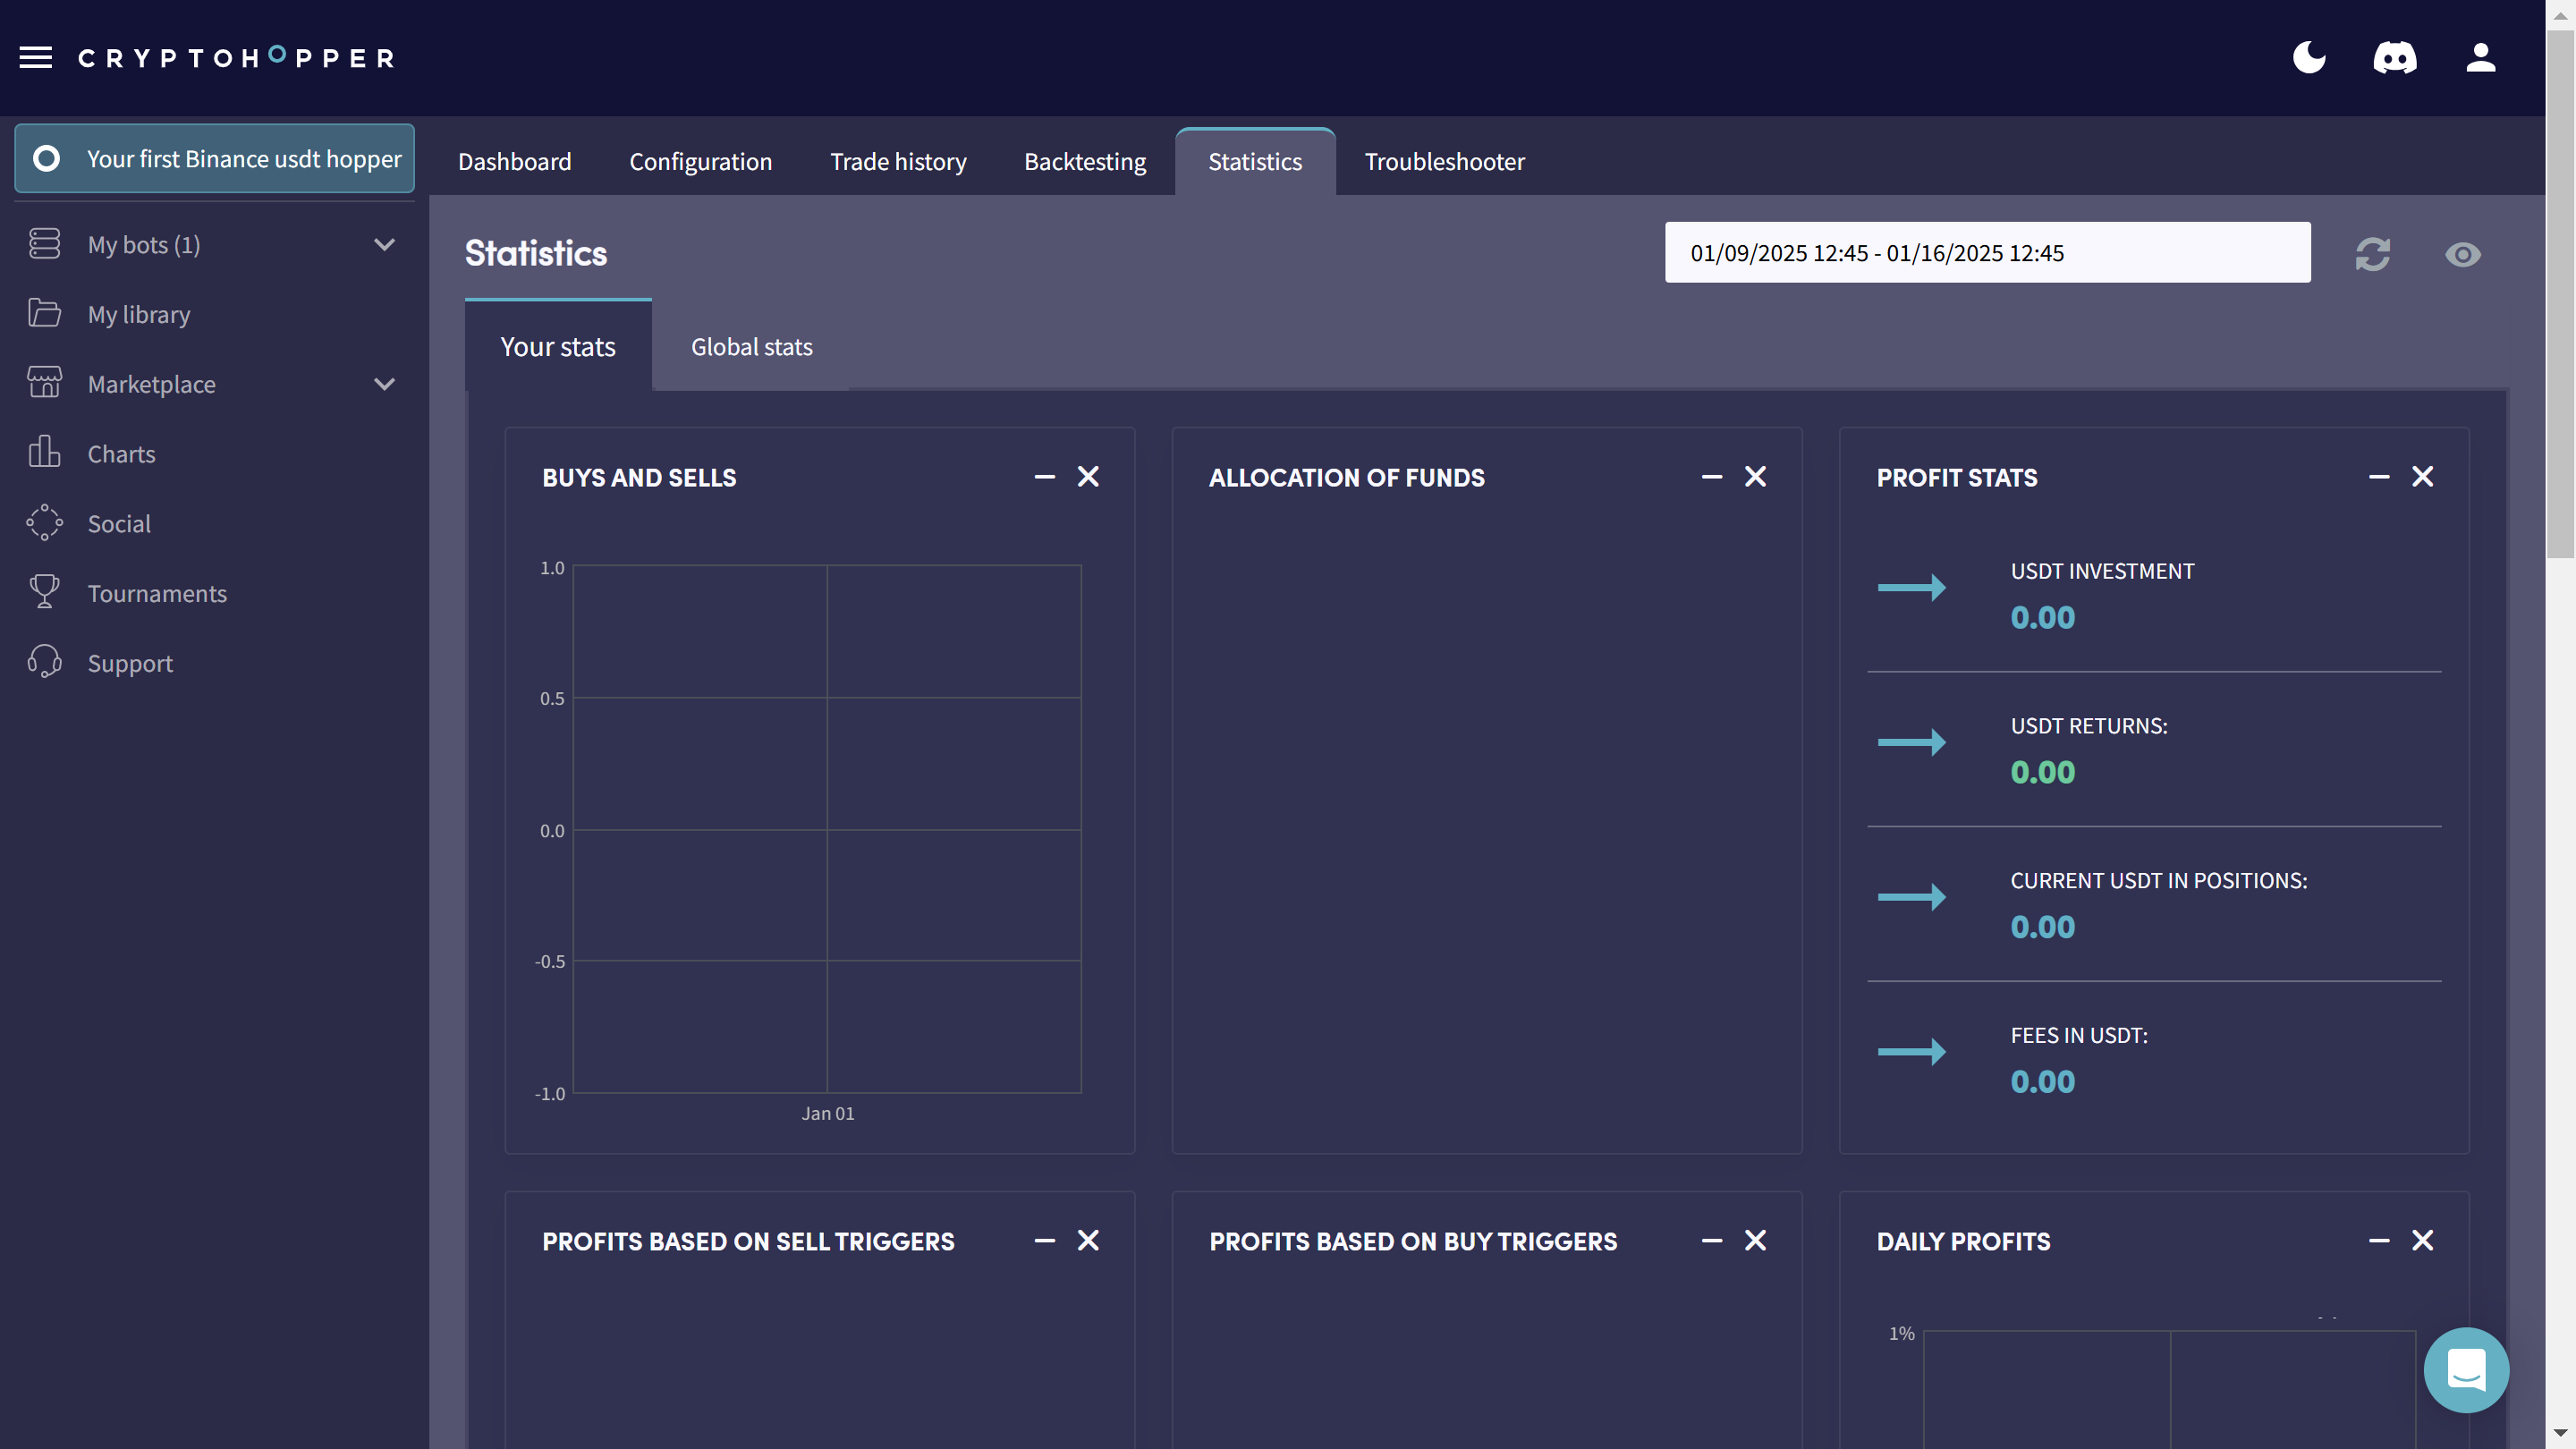 CRYPTOHOPPER
Your first Binance usdt hopper
My bots (1)
My library
Marketplace
Charts
Social
Tournaments
Support
Dashboard
Configuration
Trade history
Backtesting
Statistics
Troubleshooter
Statistics
01/09/2025 12:45 - 01/16/2025 12:45
Your stats
Global stats
BUYS AND SELLS
1.0
0.5
0.0
-0.5
-1.0
Jan 01
ALLOCATION OF FUNDS
PROFIT STATS
USDT INVESTMENT
0.00
USDT RETURNS:
0.00
CURRENT USDT IN POSITIONS:
0.00
FEES IN USDT:
0.00
PROFITS BASED ON SELL TRIGGERS
PROFITS BASED ON BUY TRIGGERS
DAILY PROFITS
1%